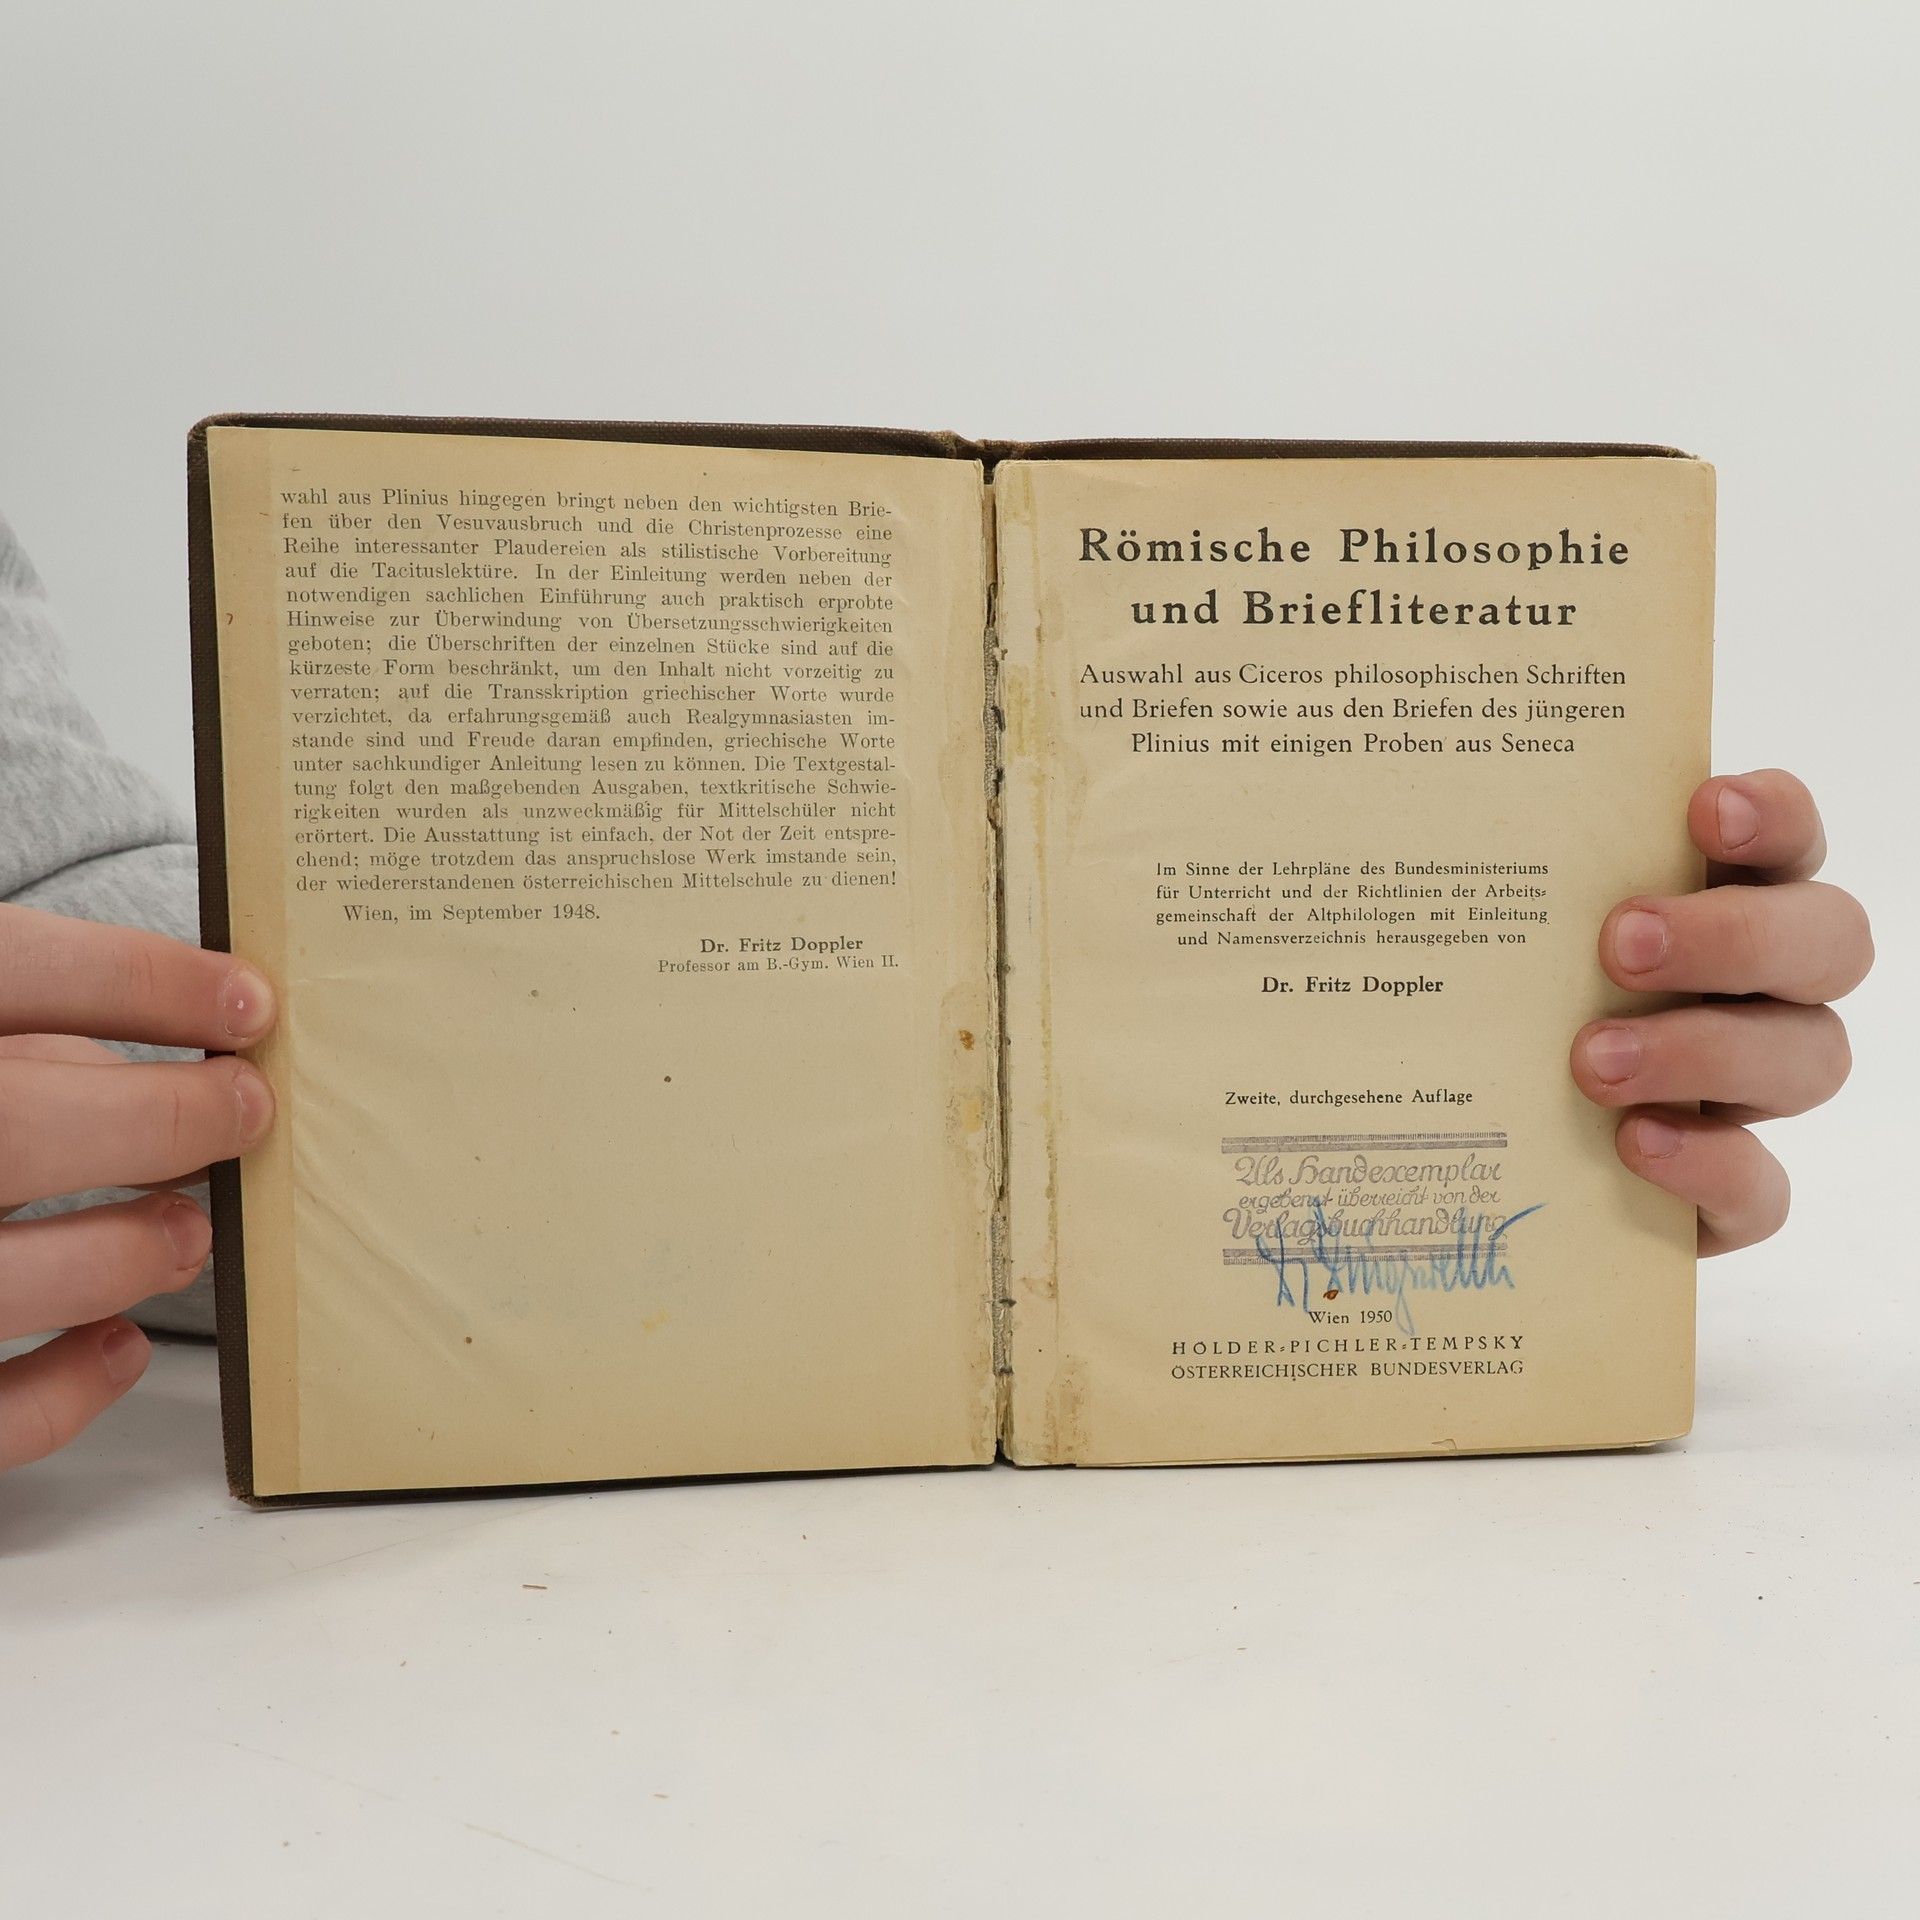 wahl aus Plinius hingegen bringt neben den wichtigsten Brie-
fen über den Vesuvausbruch und die Christenprozesse eine
Reihe interessanter Plaudereien als stilistische Vorbereitung
auf die Tacituslektüre. In der Einleitung werden neben der
notwendigen sachlichen Einführung auch praktisch erprobte
Hinweise zur Überwindung von Übersetzungsschwierigkeiten
geboten; die Überschriften der einzelnen Stücke sind auf die
kürzeste Form beschränkt, um den Inhalt nicht vorzeitig zu
verraten; auf die Transskription griechischer Worte wurde
verzichtet, da erfahrungsgemäß auch Realgymnasiasten im-
stande sind und Freude daran empfinden, griechische Worte
unter sachkundiger Anleitung lesen zu können. Die Textgestal-
tung folgt den maßgebenden Ausgaben, textkritische Schwie-
rigkeiten wurden als unzweckmäßig für Mittelschüler nicht
erörtert. Die Ausstattung ist einfach, der Not der Zeit entspre-
chend; möge trotzdem das anspruchslose Werk imstande sein,
der wiedererstandenen österreichischen Mittelschule zu dienen!
Wien, im September 1948.
Dr. Fritz Doppler
Professor am B.-Gym. Wien II.
Römische Philosophie
und Briefliteratur
Auswahl aus Ciceros philosophischen Schriften
und Briefen sowie aus den Briefen des jüngeren
Plinius mit einigen Proben aus Seneca
Im Sinne der Lehrpläne des Bundesministeriums
für Unterricht und der Richtlinien der Arbeits-
gemeinschaft der Altphilologen mit Einleitung
und Namensverzeichnis herausgegeben von
Dr. Fritz Doppler
Zweite, durchgesehene Auflage
Als Handexemplar
ergebenst überreicht von der
Verlagsbuchhandlung
Wien 1950
HÖLDER-PICHLER-TEMPSKY
ÖSTERREICHISCHER BUNDESVERLAG